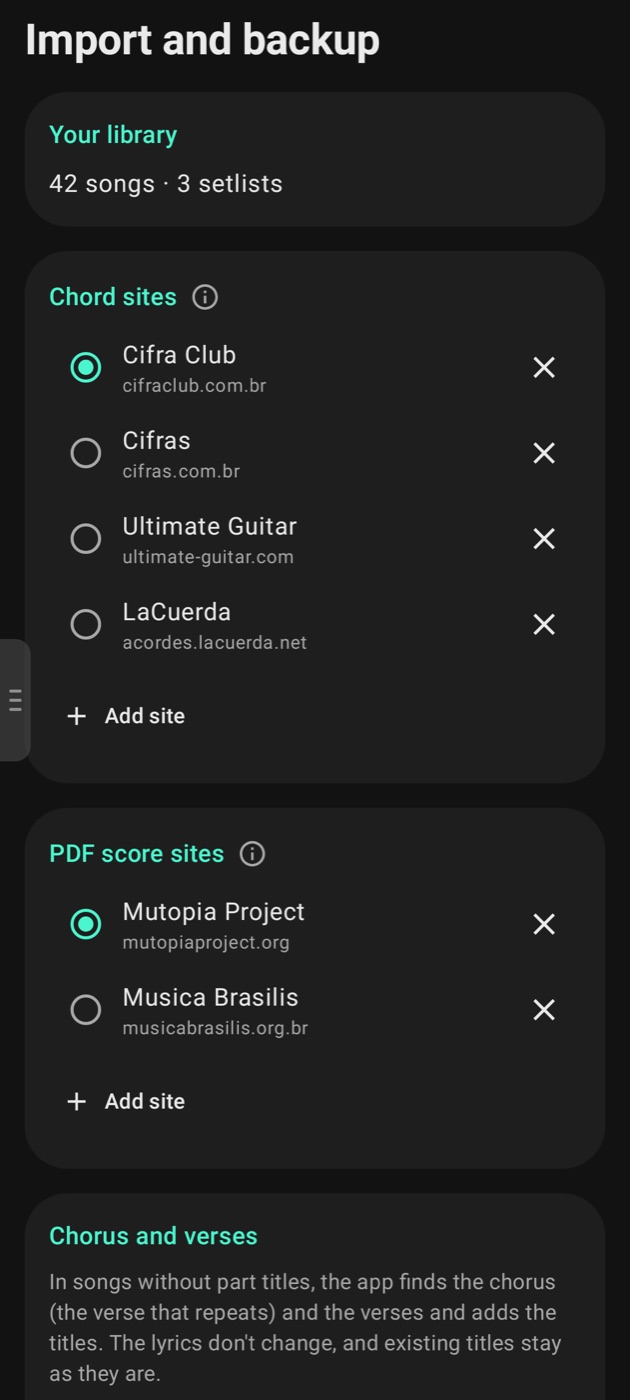 Import and backup
Your library
42 songs · 3 setlists
Chord sites
Cifra Club
cifraclub.com.br
Cifras
cifras.com.br
Ultimate Guitar
ultimate-guitar.com
LaCuerda
acordes.lacuerda.net
Add site
PDF score sites
Mutopia Project
mutopiaproject.org
Musica Brasilis
musicabrasilis.org.br
Add site
Chorus and verses
In songs without part titles, the app finds the chorus
(the verse that repeats) and the verses and adds the
titles. The lyrics don't change, and existing titles stay
as they are.